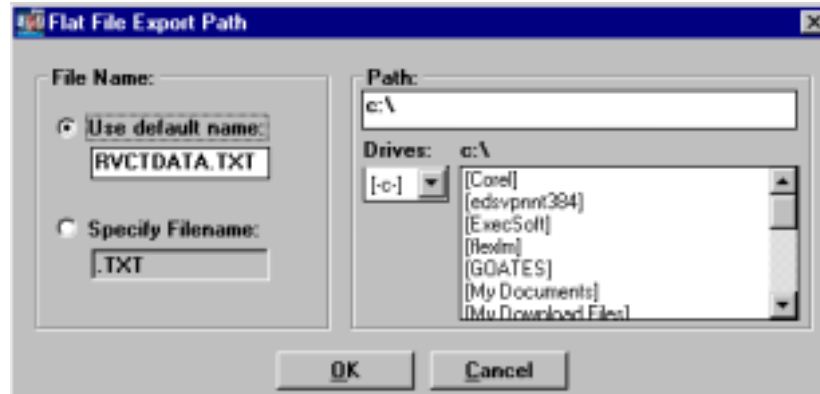 Flat File Export Path
File Name:
Use default name:
RVCTDATA.TXT
Specify Filename:
.TXT
Path:
c:\
Drives: c:\
[-c-]
[Corel]
[edsvprint384]
[ExecSoft]
[flexlm]
[GOATES]
[My Documents]
[My Download Files]
OK Cancel